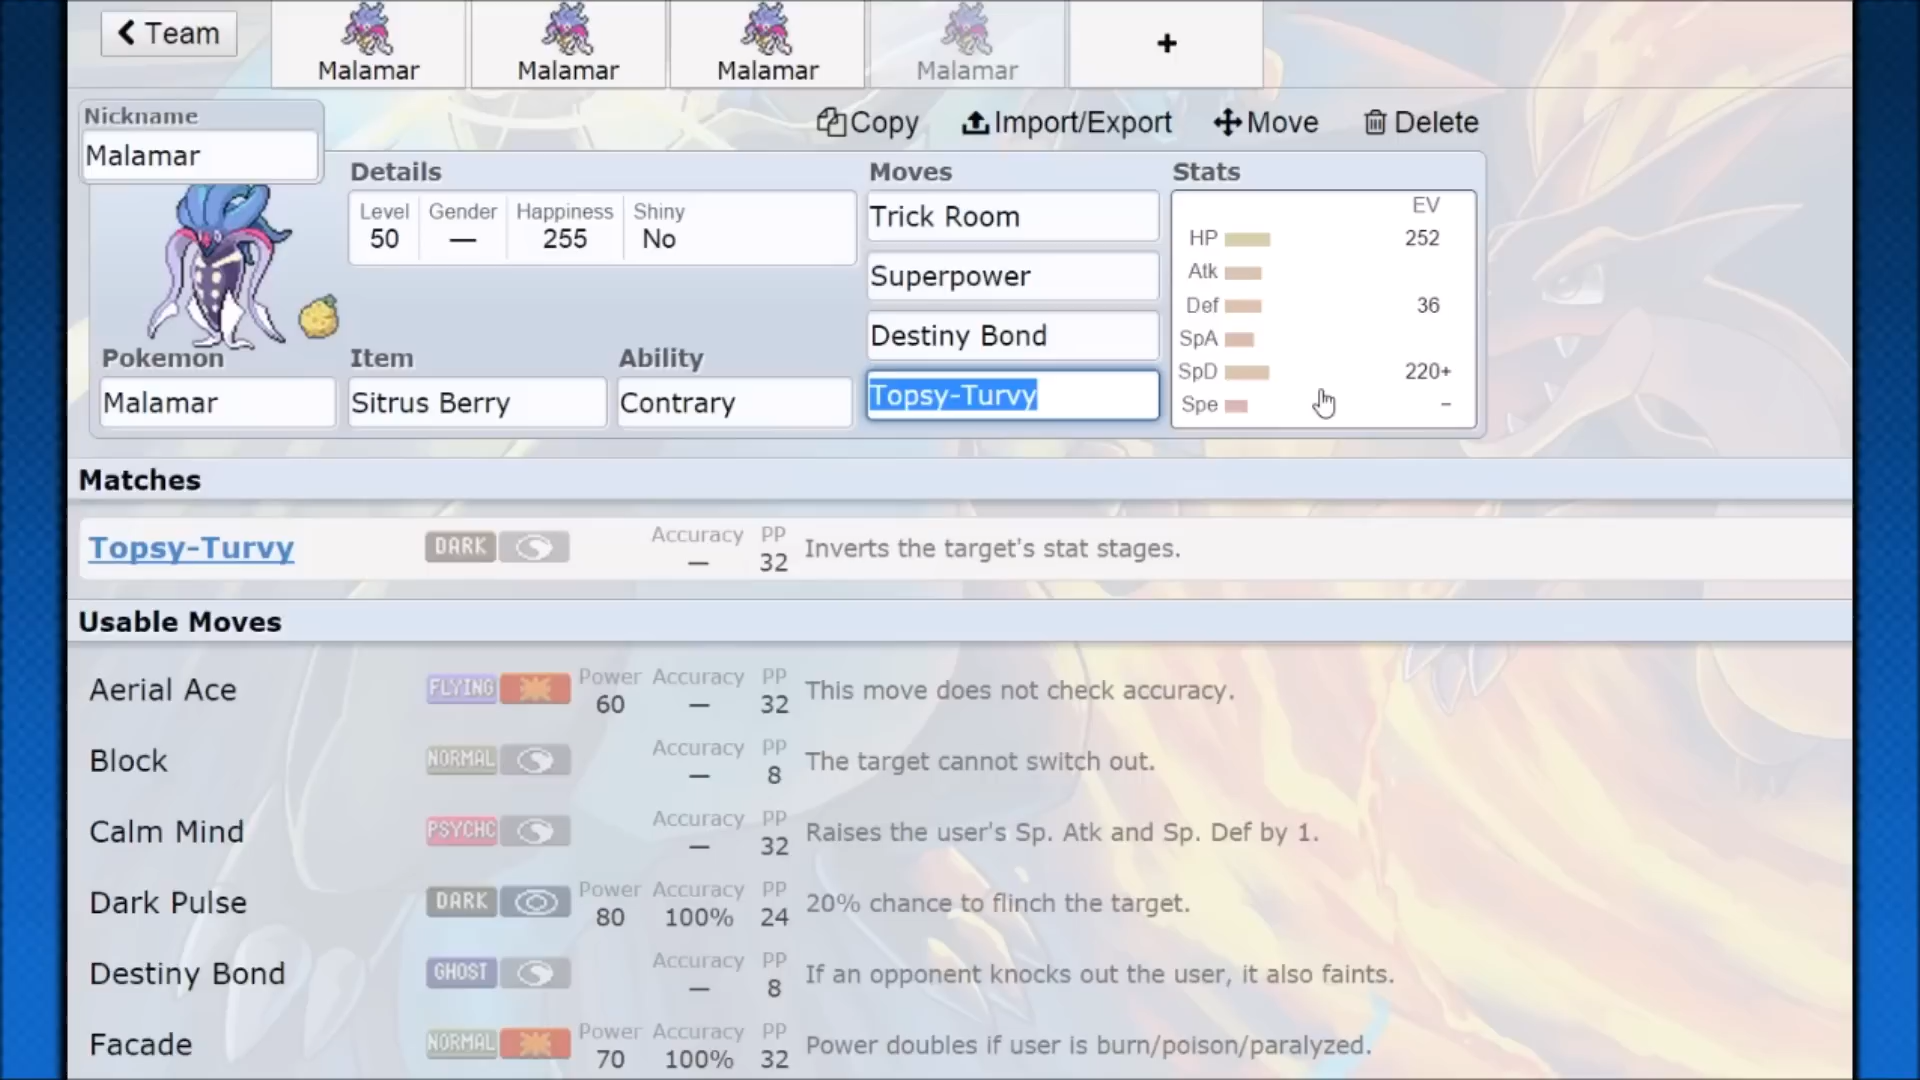 Team
Malamar
Malamar
Malamar
Malamar
+
Nickname
Malamar
Copy
Import/Export
Move
Delete
Details
Level Gender Happiness Shiny
50 — 255 No
Pokemon
Malamar
Item
Sitrus Berry
Ability
Contrary
Moves
Trick Room
Superpower
Destiny Bond
Topsy-Turvy
Stats
EV
HP 252
Atk
Def 36
SpA
SpD 220+
Spe −
Matches
Topsy-Turvy DARK Accuracy — PP 32 Inverts the target's stat stages.
Usable Moves
Aerial Ace FLYING Power 60 Accuracy — PP 32 This move does not check accuracy.
Block NORMAL Accuracy — PP 8 The target cannot switch out.
Calm Mind PSYCHC Accuracy — PP 32 Raises the user's Sp. Atk and Sp. Def by 1.
Dark Pulse DARK Power 80 Accuracy 100% PP 24 20% chance to flinch the target.
Destiny Bond GHOST Accuracy — PP 8 If an opponent knocks out the user, it also faints.
Facade NORMAL Power 70 Accuracy 100% PP 32 Power doubles if user is burn/poison/paralyzed.